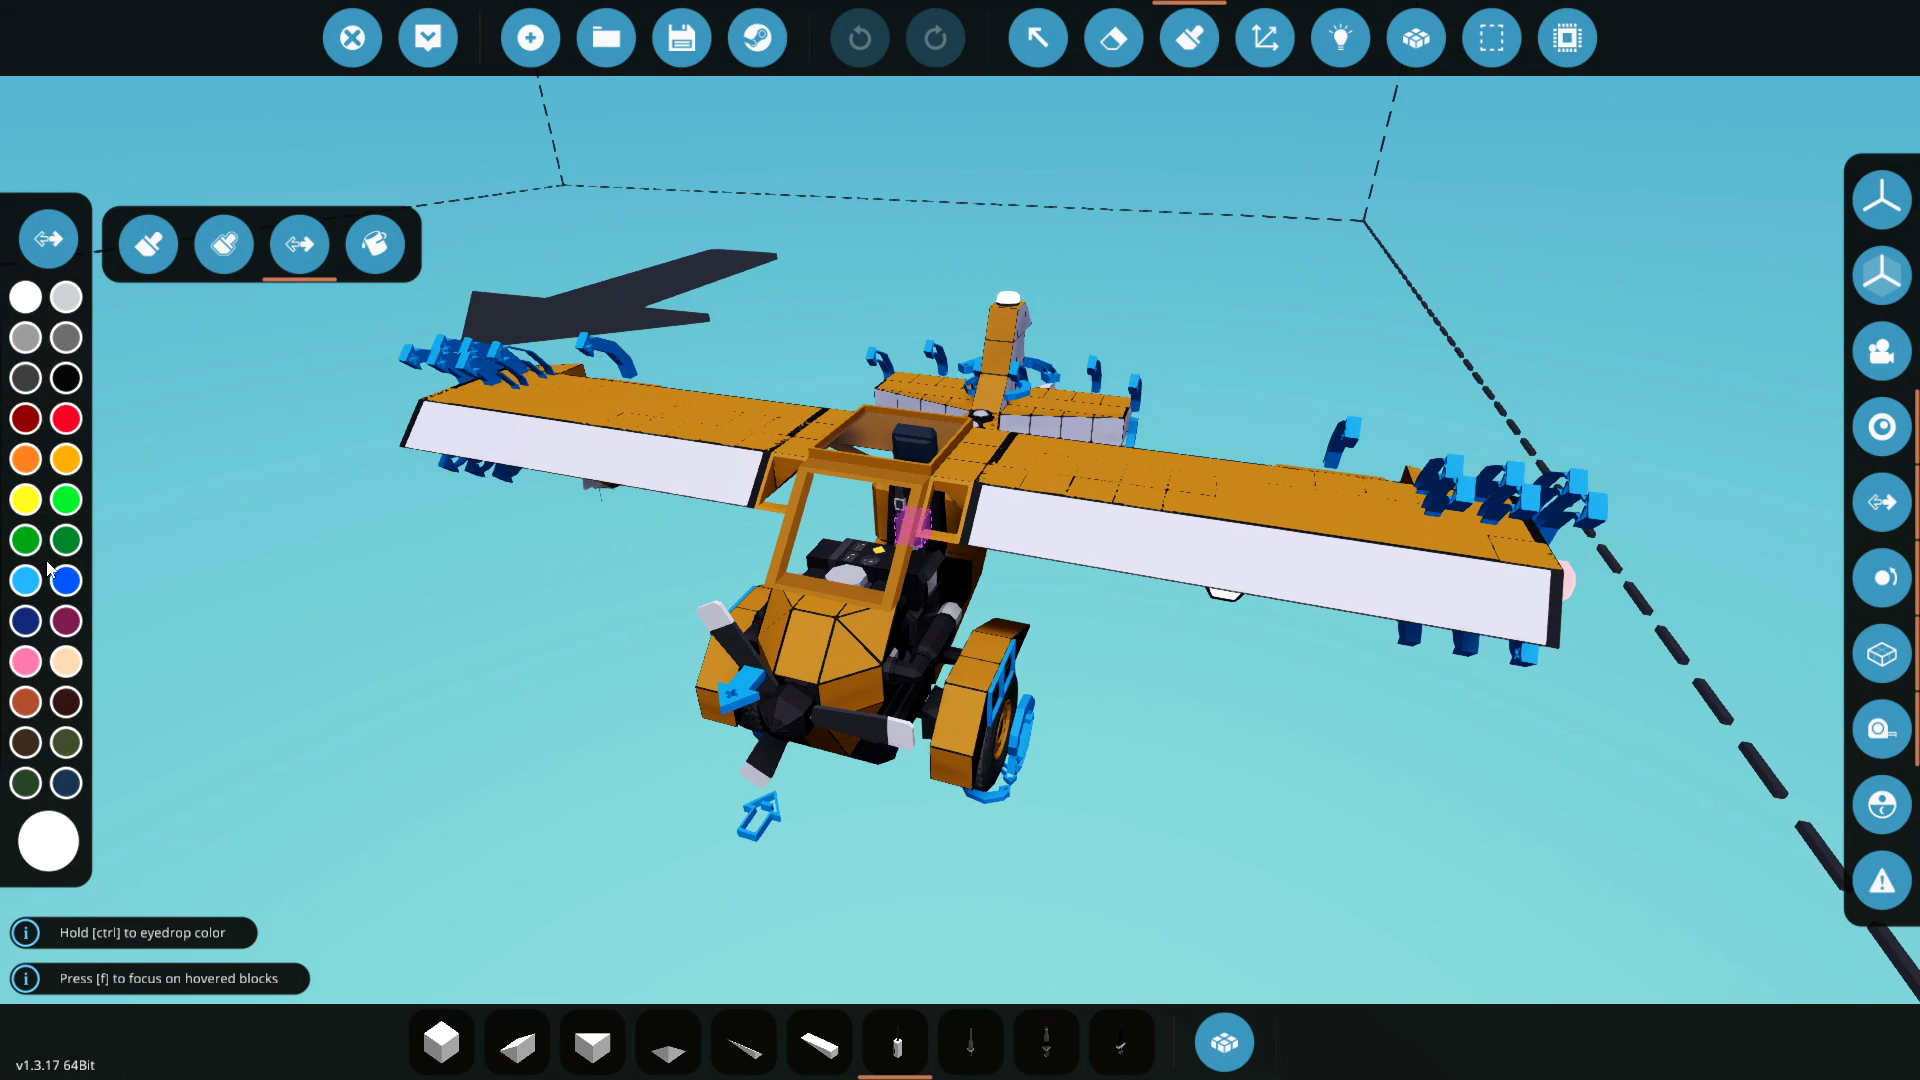 Hold [ctrl] to eyedrop color
Press [f] to focus on hovered blocks
v1.3.17 64Bit